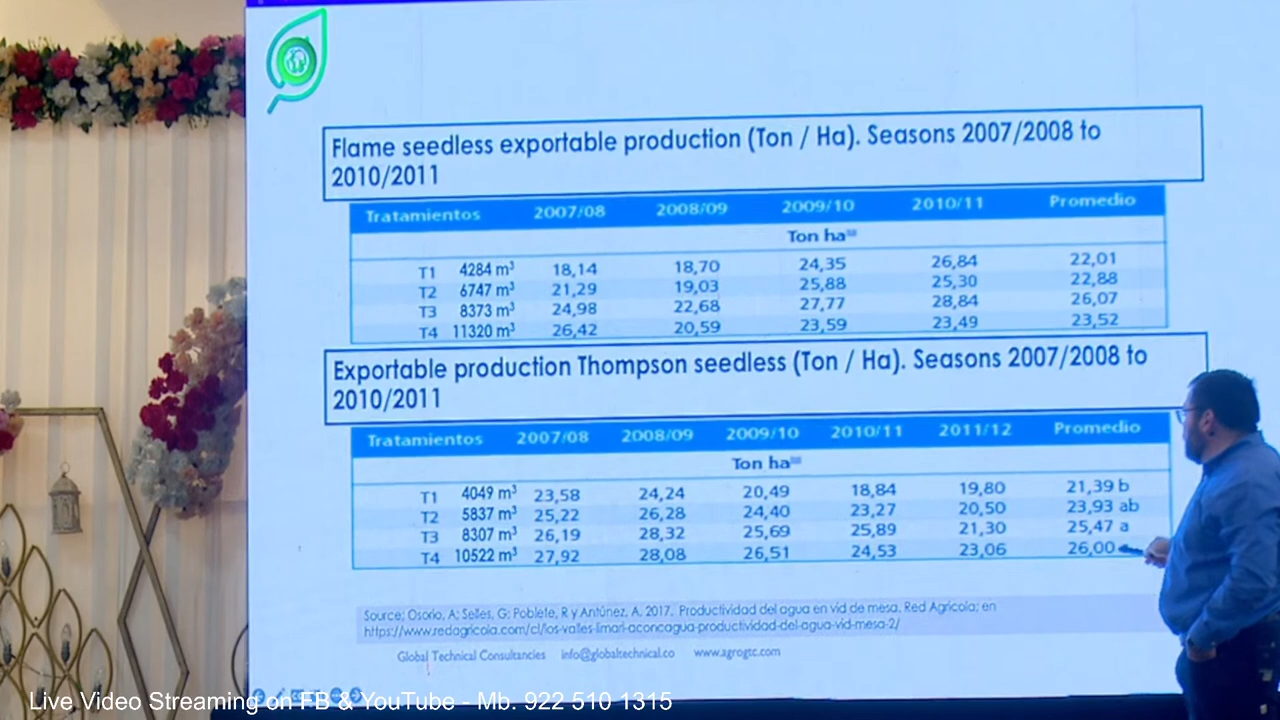 Flame seedless exportable production (Ton / Ha). Seasons 2007/2008 to
2010/2011
Tratamientos 2007/08 2008/09 2009/10 2010/11 Promedio
Ton ha
T1 4284 m³ 18,14 18,70 24,35 26,84 22,01
T2 6747 m³ 21,29 19,03 25,88 25,30 22,88
T3 8373 m³ 24,98 22,68 27,77 28,84 26,07
T4 11320 m³ 26,42 20,59 23,59 23,49 23,52
Exportable production Thompson seedless (Ton / Ha). Seasons 2007/2008 to
2010/2011
Tratamientos 2007/08 2008/09 2009/10 2010/11 2011/12 Promedio
Ton ha
T1 4049 m³ 23,58 24,24 20,49 18,84 19,80 21,39 b
T2 5837 m³ 25,22 26,28 24,40 23,27 20,50 23,93 ab
T3 8307 m³ 26,19 28,32 25,69 25,89 21,30 25,47 a
T4 10522 m³ 27,92 28,08 26,51 24,53 23,06 26,00
Source; Osorio, A; Selles, G; Poblete, R y Antúnez, A. 2017. Productividad del agua en vid de mesa. Red Agrícola; en
https://www.redagricola.com/cl/los-valles-limari-aconcagua-productividad-del-agua-vid-mesa-2/
Global Technical Consultancies info@globaltechnical.co www.agrogtc.com
Live Video Streaming on FB & YouTube - Mb. 922 510 1315